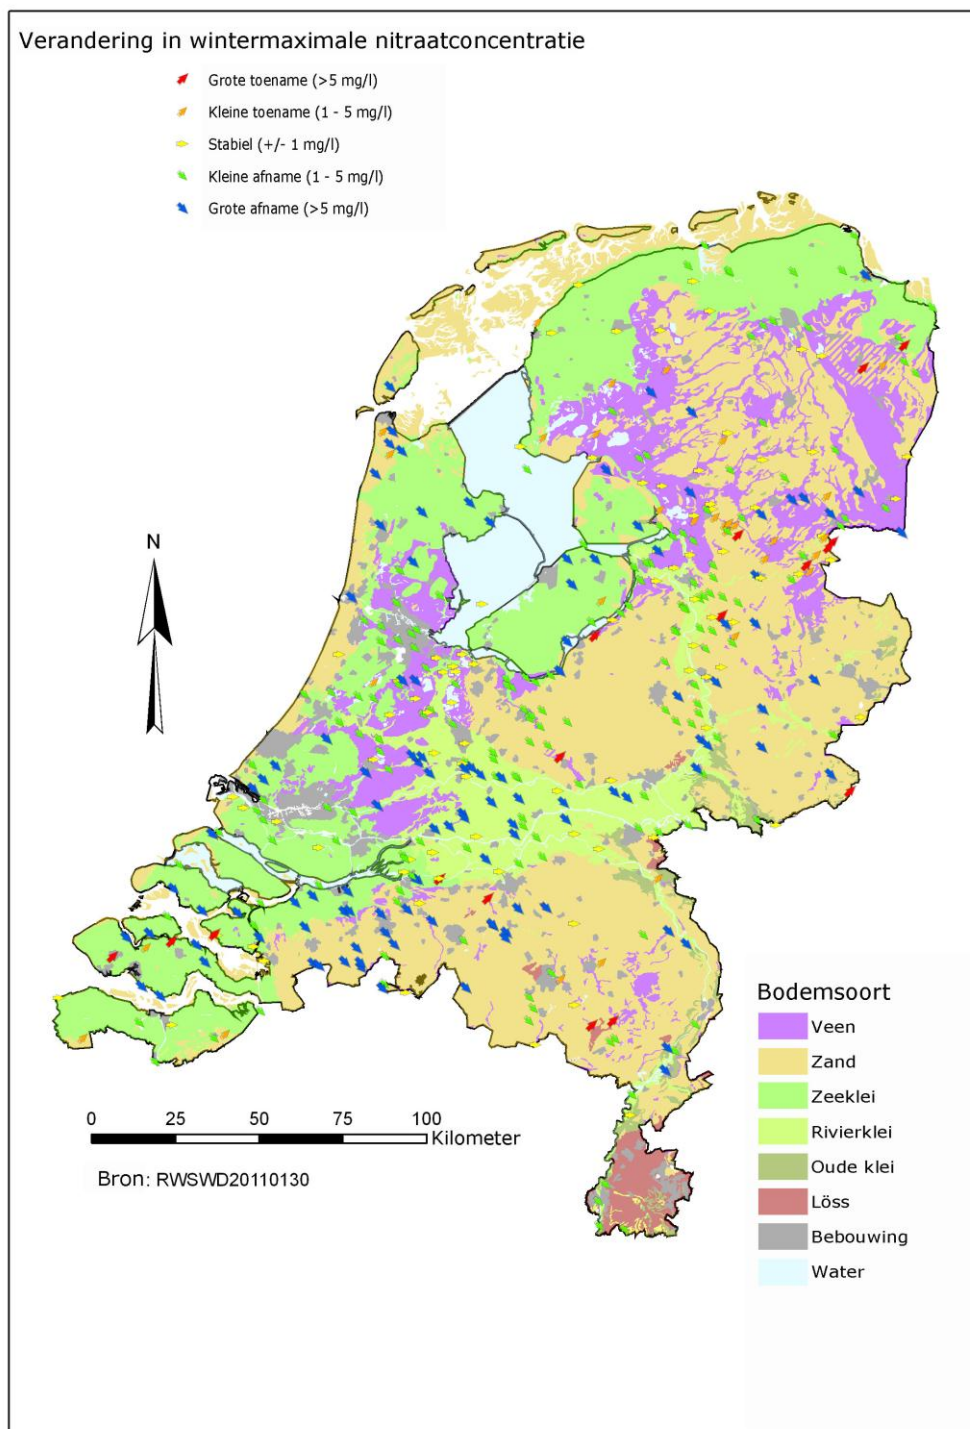 Verandering in wintermaximale nitraatconcentratie
Grote toename (>5 mg/l)
Kleine toename (1 - 5 mg/l)
Stabiel (+/- 1 mg/l)
Kleine afname (1 - 5 mg/l)
Grote afname (>5 mg/l)
N
0 25 50 75 100
Kilometer
Bron: RWSWD20110130
Bodemsoort
Veen
Zand
Zeeklei
Rivierklei
Oude klei
Löss
Bebouwing
Water